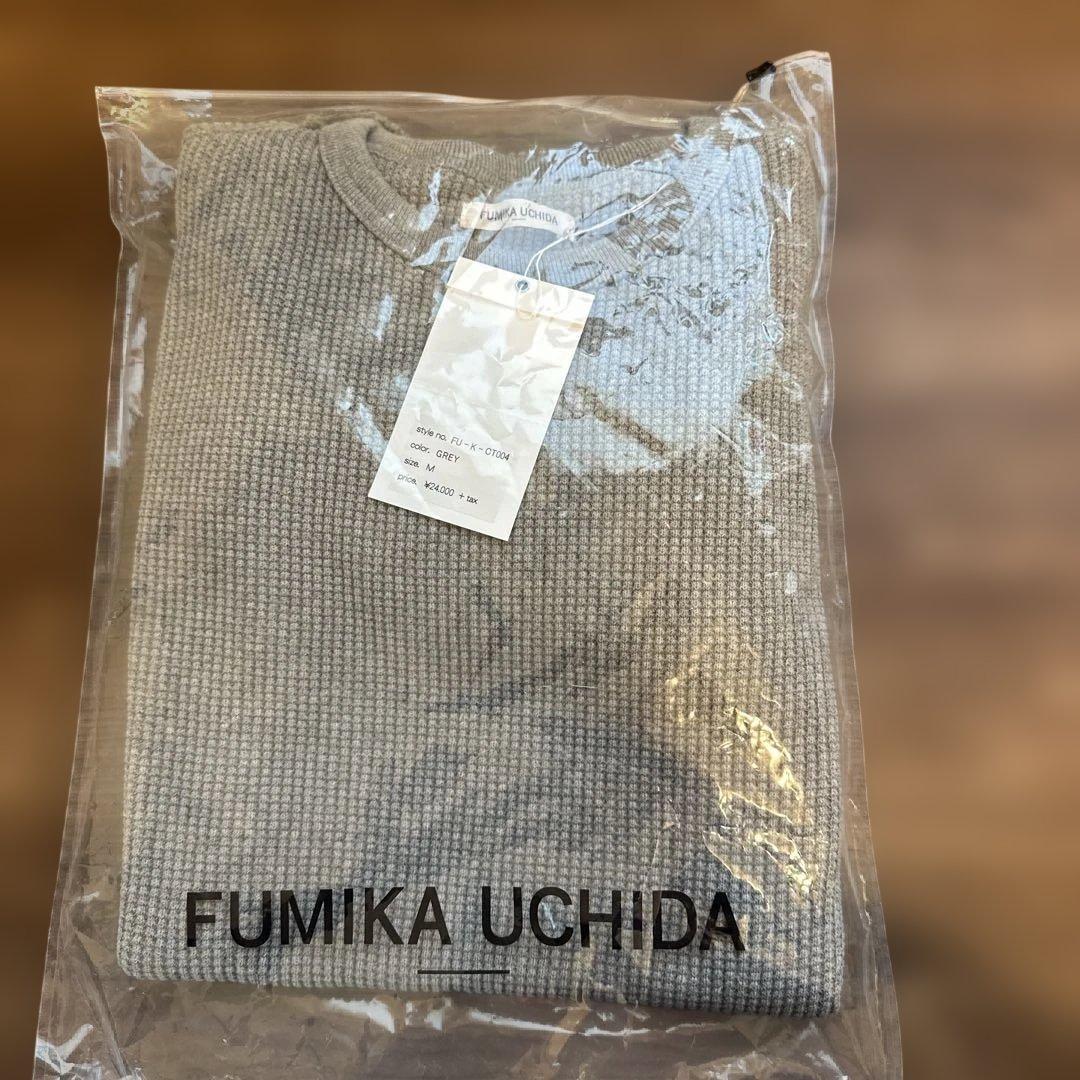 FUMIKA UCHIDA
style no. FU-K-CT004
color. GREY
size. M
price. ¥24.000 + tax
FUMIKA UCHIDA